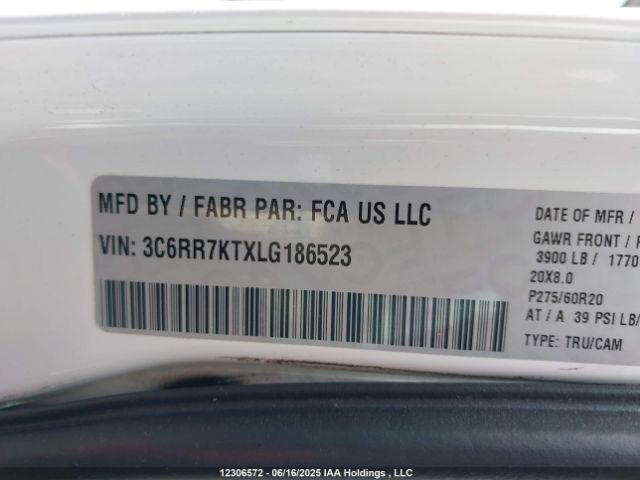 MFD BY / FABR PAR: FCA US LLC
VIN: 3C6RR7KTXLG186523
DATE OF MFR /
GAWR FRONT /
3900 LB / 1770
20X8.0
P275/60R20
AT / A 39 PSI LB/
TYPE: TRU/CAM
12306572 - 06/16/2025 IAA Holdings , LLC